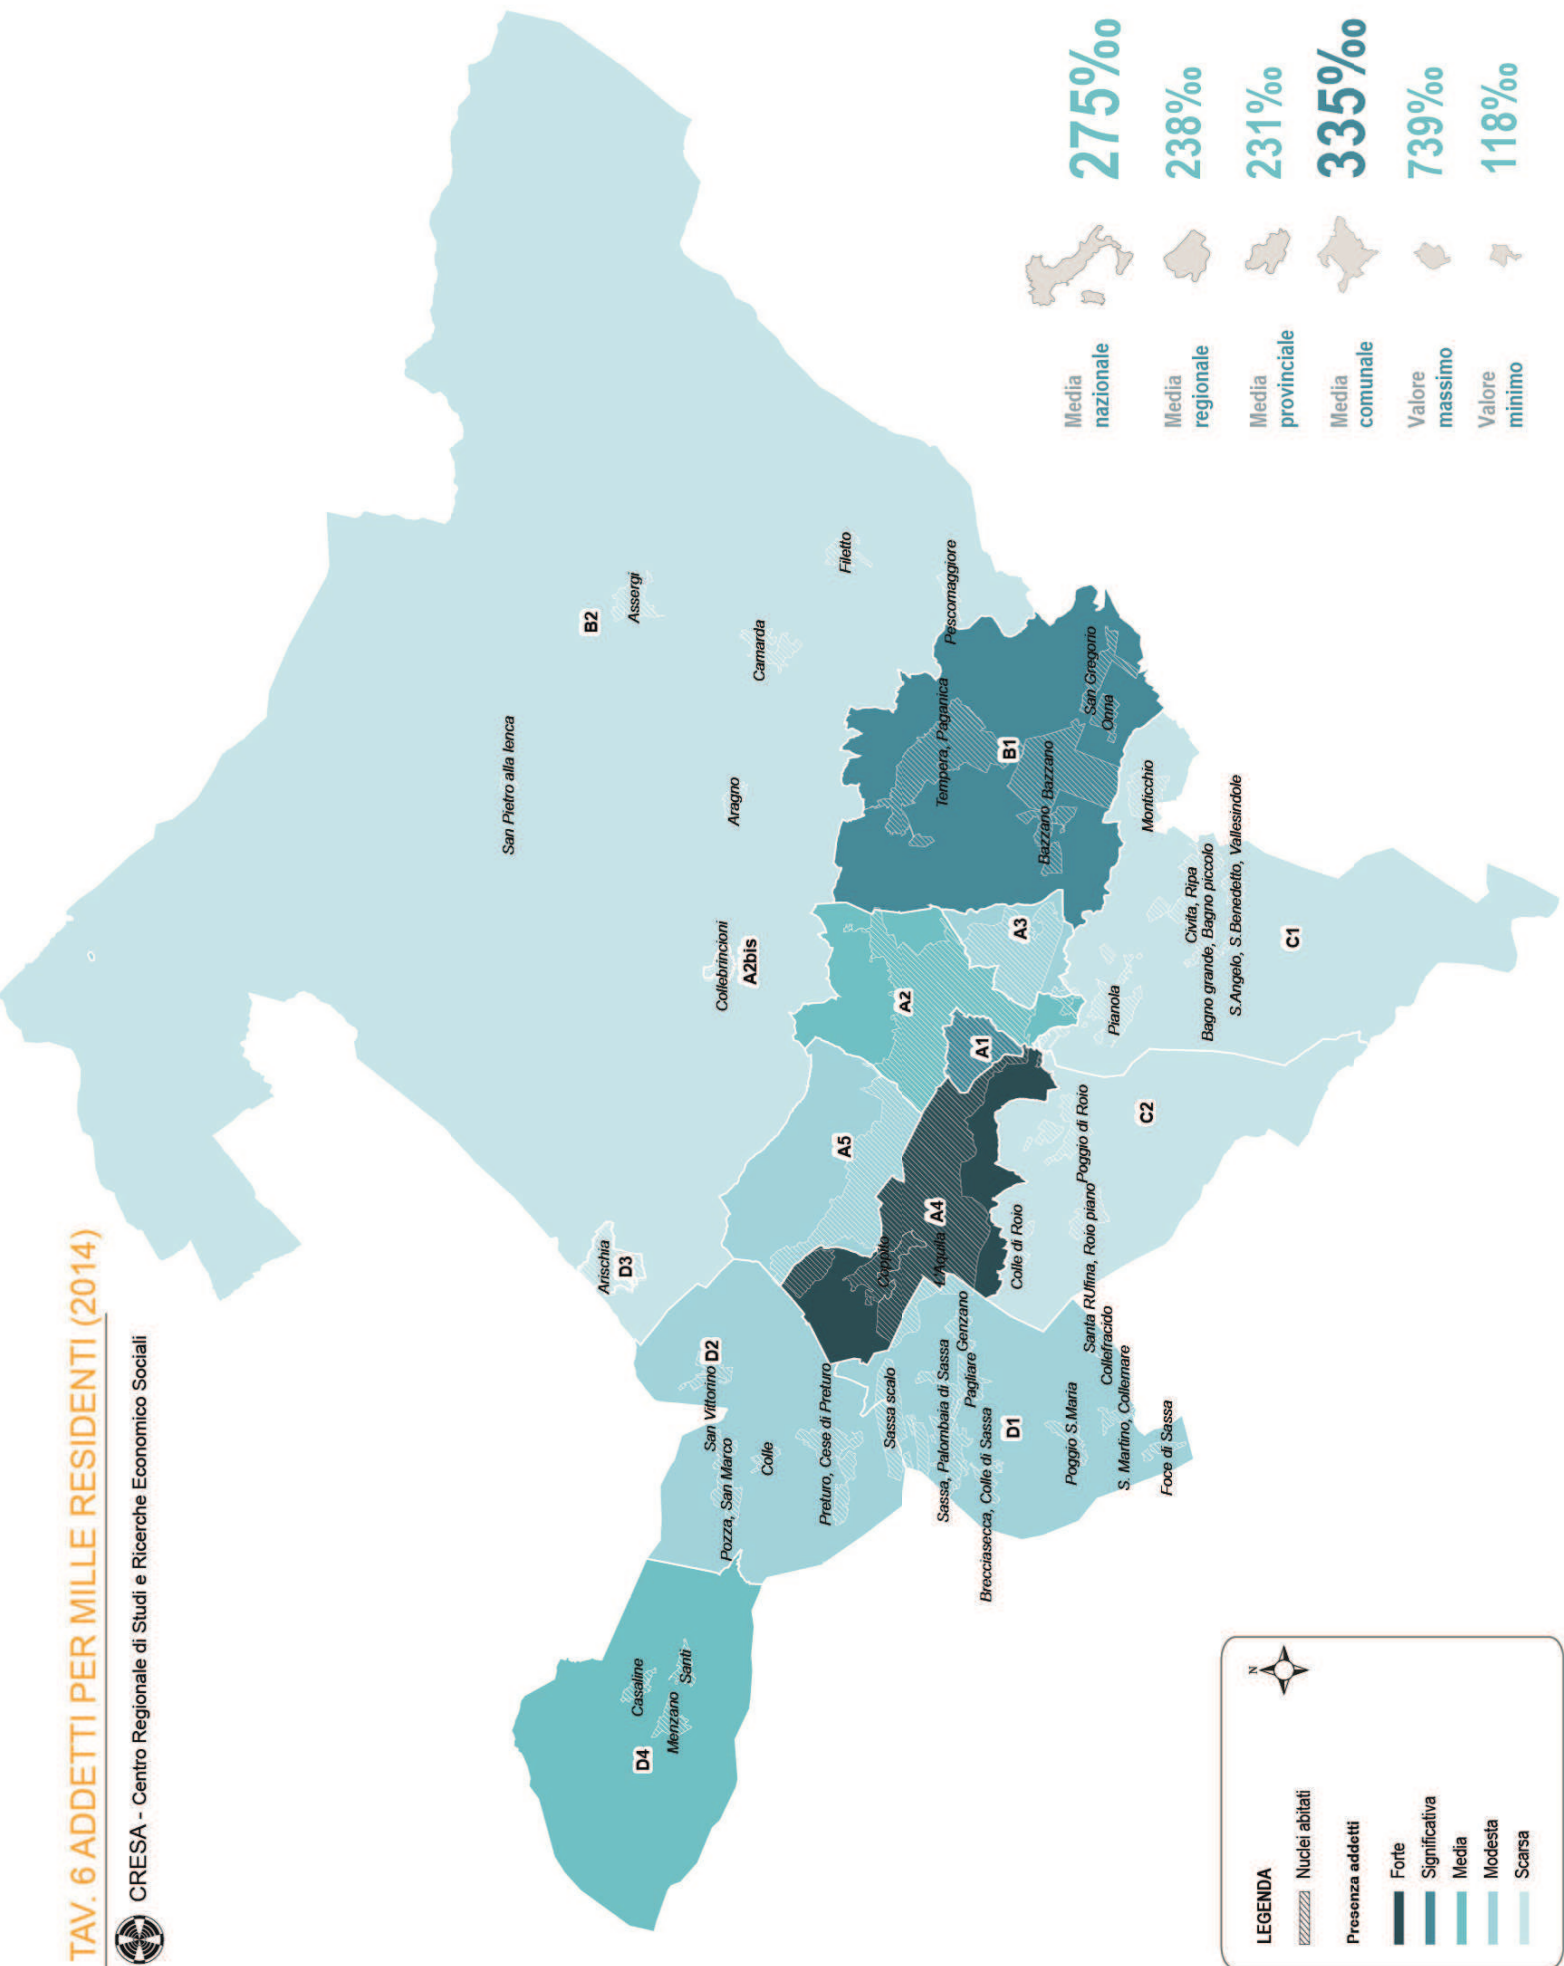 TAV. 6 ADDETTI PER MILLE RESIDENTI (2014)
CRESA - Centro Regionale di Studi e Ricerche Economico Sociali
San Pietro alla Ienca
B2
Assergi
Arischia
D3
Casaline
D4
Menzano
Santi
San Vittorino
D2
Pozza, San Marco
Collebrincioni
A2bis
Aragno
Camarda
Colle
Filetto
Preturo, Cese di Preturo
A5
Coppito
Sassa scalo
A2
A4
L'Aquila
Tempera, Paganica
Pescomaggiore
Sassa, Palombaia di Sassa
Genzano
Pagliare
A1
Brecciasecca, Colle di Sassa
D1
Colle di Roio
A3
B1
Bazzano
Bazzano
Poggio S.Maria
Santa RUfina, Roio piano
Poggio di Roio
San Gregorio
Onna
Collefracido
Pianola
S. Martino, Collemare
C2
Monticchio
Foce di Sassa
Civita, Ripa
Bagno grande, Bagno piccolo
S.Angelo, S.Benedetto, Vallesindole
C1
Media
nazionale
275‰
Media
regionale
238‰
Media
provinciale
231‰
Media
comunale
335‰
Valore
massimo
739‰
Valore
minimo
118‰
LEGENDA
N
Nuclei abitati
Presenza addetti
Forte
Significativa
Media
Modesta
Scarsa